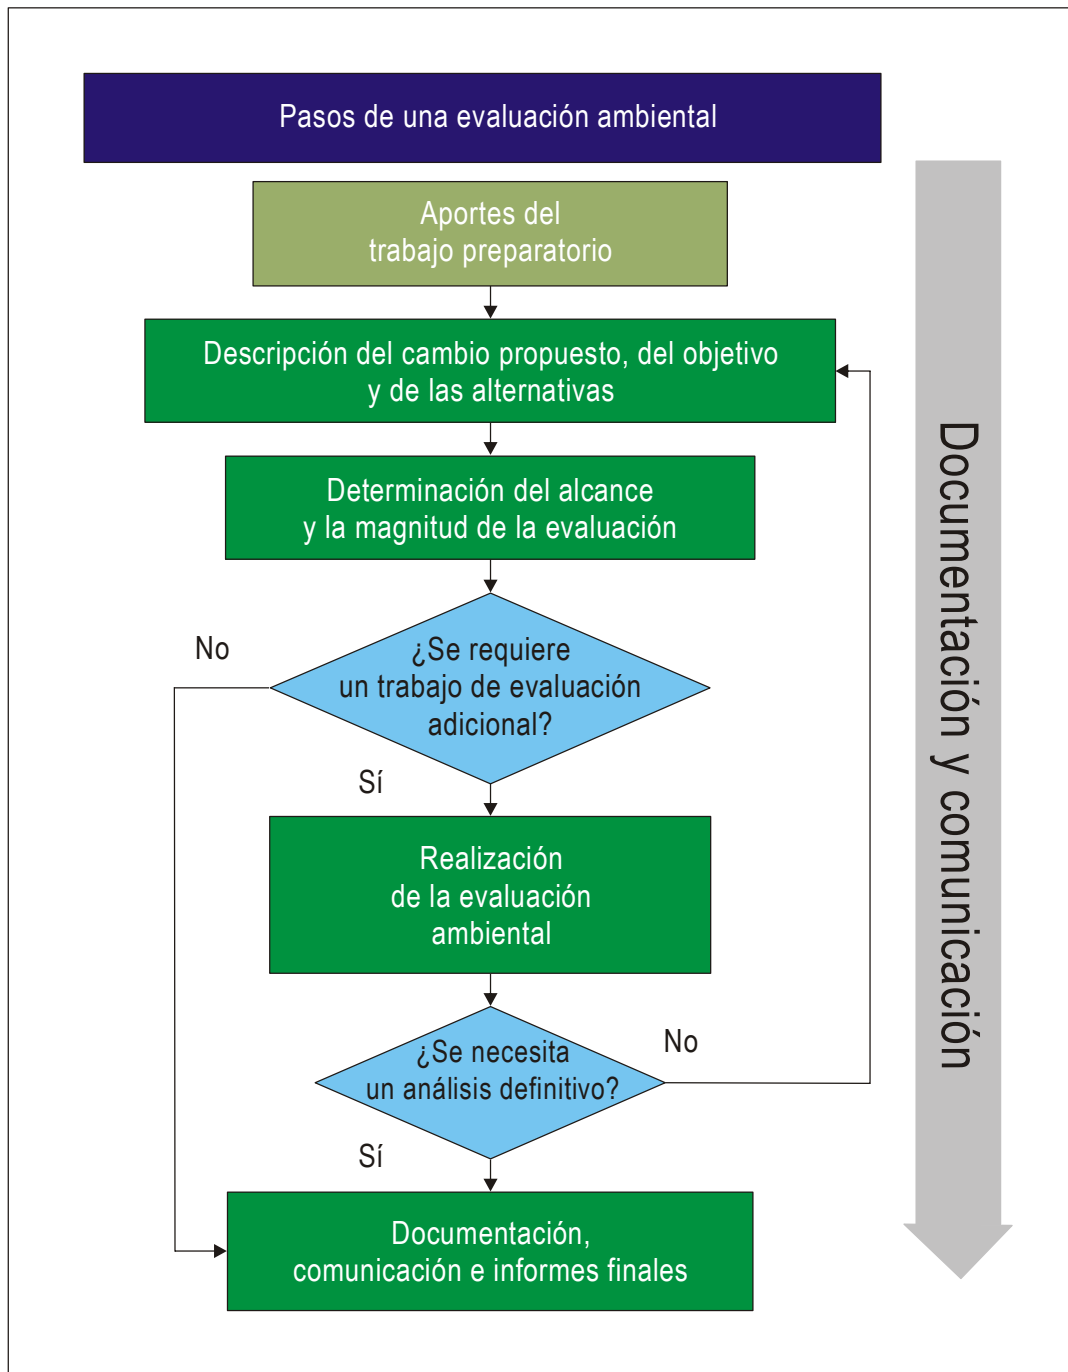 Pasos de una evaluación ambiental
Aportes del
trabajo preparatorio
Descripción del cambio propuesto, del objetivo
y de las alternativas
Determinación del alcance
y la magnitud de la evaluación
No
¿Se requiere
un trabajo de evaluación
adicional?
Sí
Realización
de la evaluación
ambiental
¿Se necesita
un análisis definitivo?
No
Sí
Documentación,
comunicación e informes finales
Documentación y comunicación